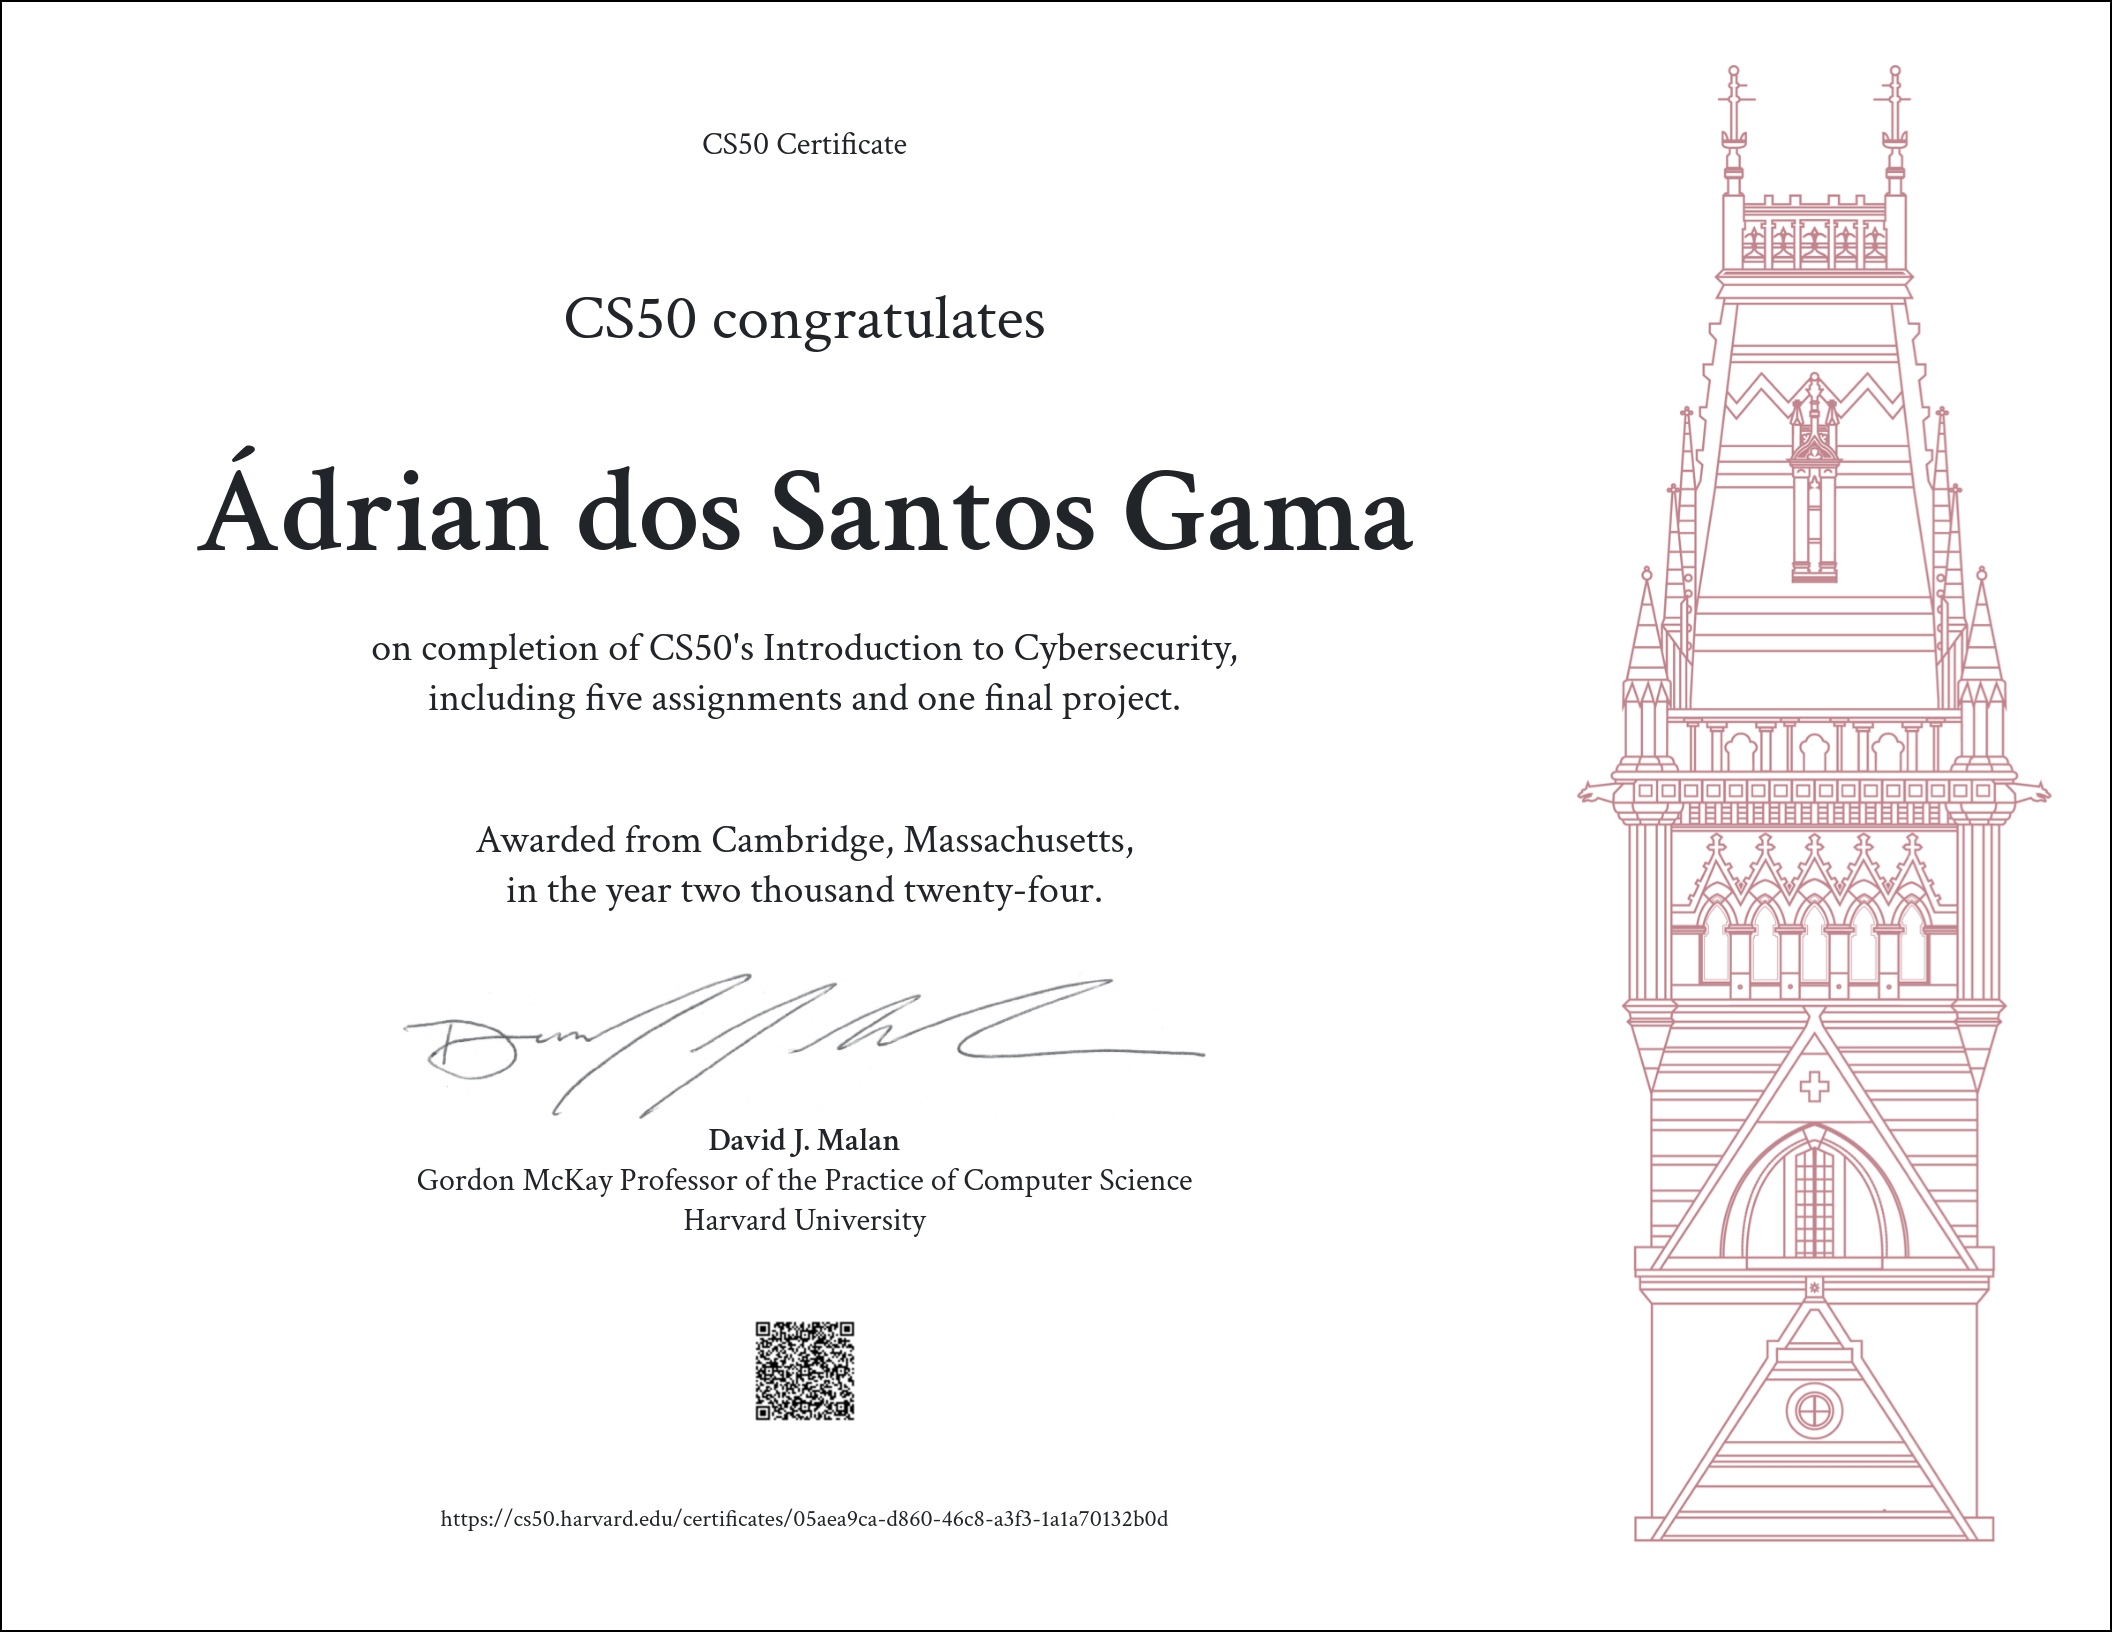 CS50 Certificate
CS50 congratulates
Ádrian dos Santos Gama
on completion of CS50's Introduction to Cybersecurity,
including five assignments and one final project.
Awarded from Cambridge, Massachusetts,
in the year two thousand twenty-four.
David J. Malan
Gordon McKay Professor of the Practice of Computer Science
Harvard University
https://cs50.harvard.edu/certificates/05aea9ca-d860-46c8-a3f3-1a1a70132b0d